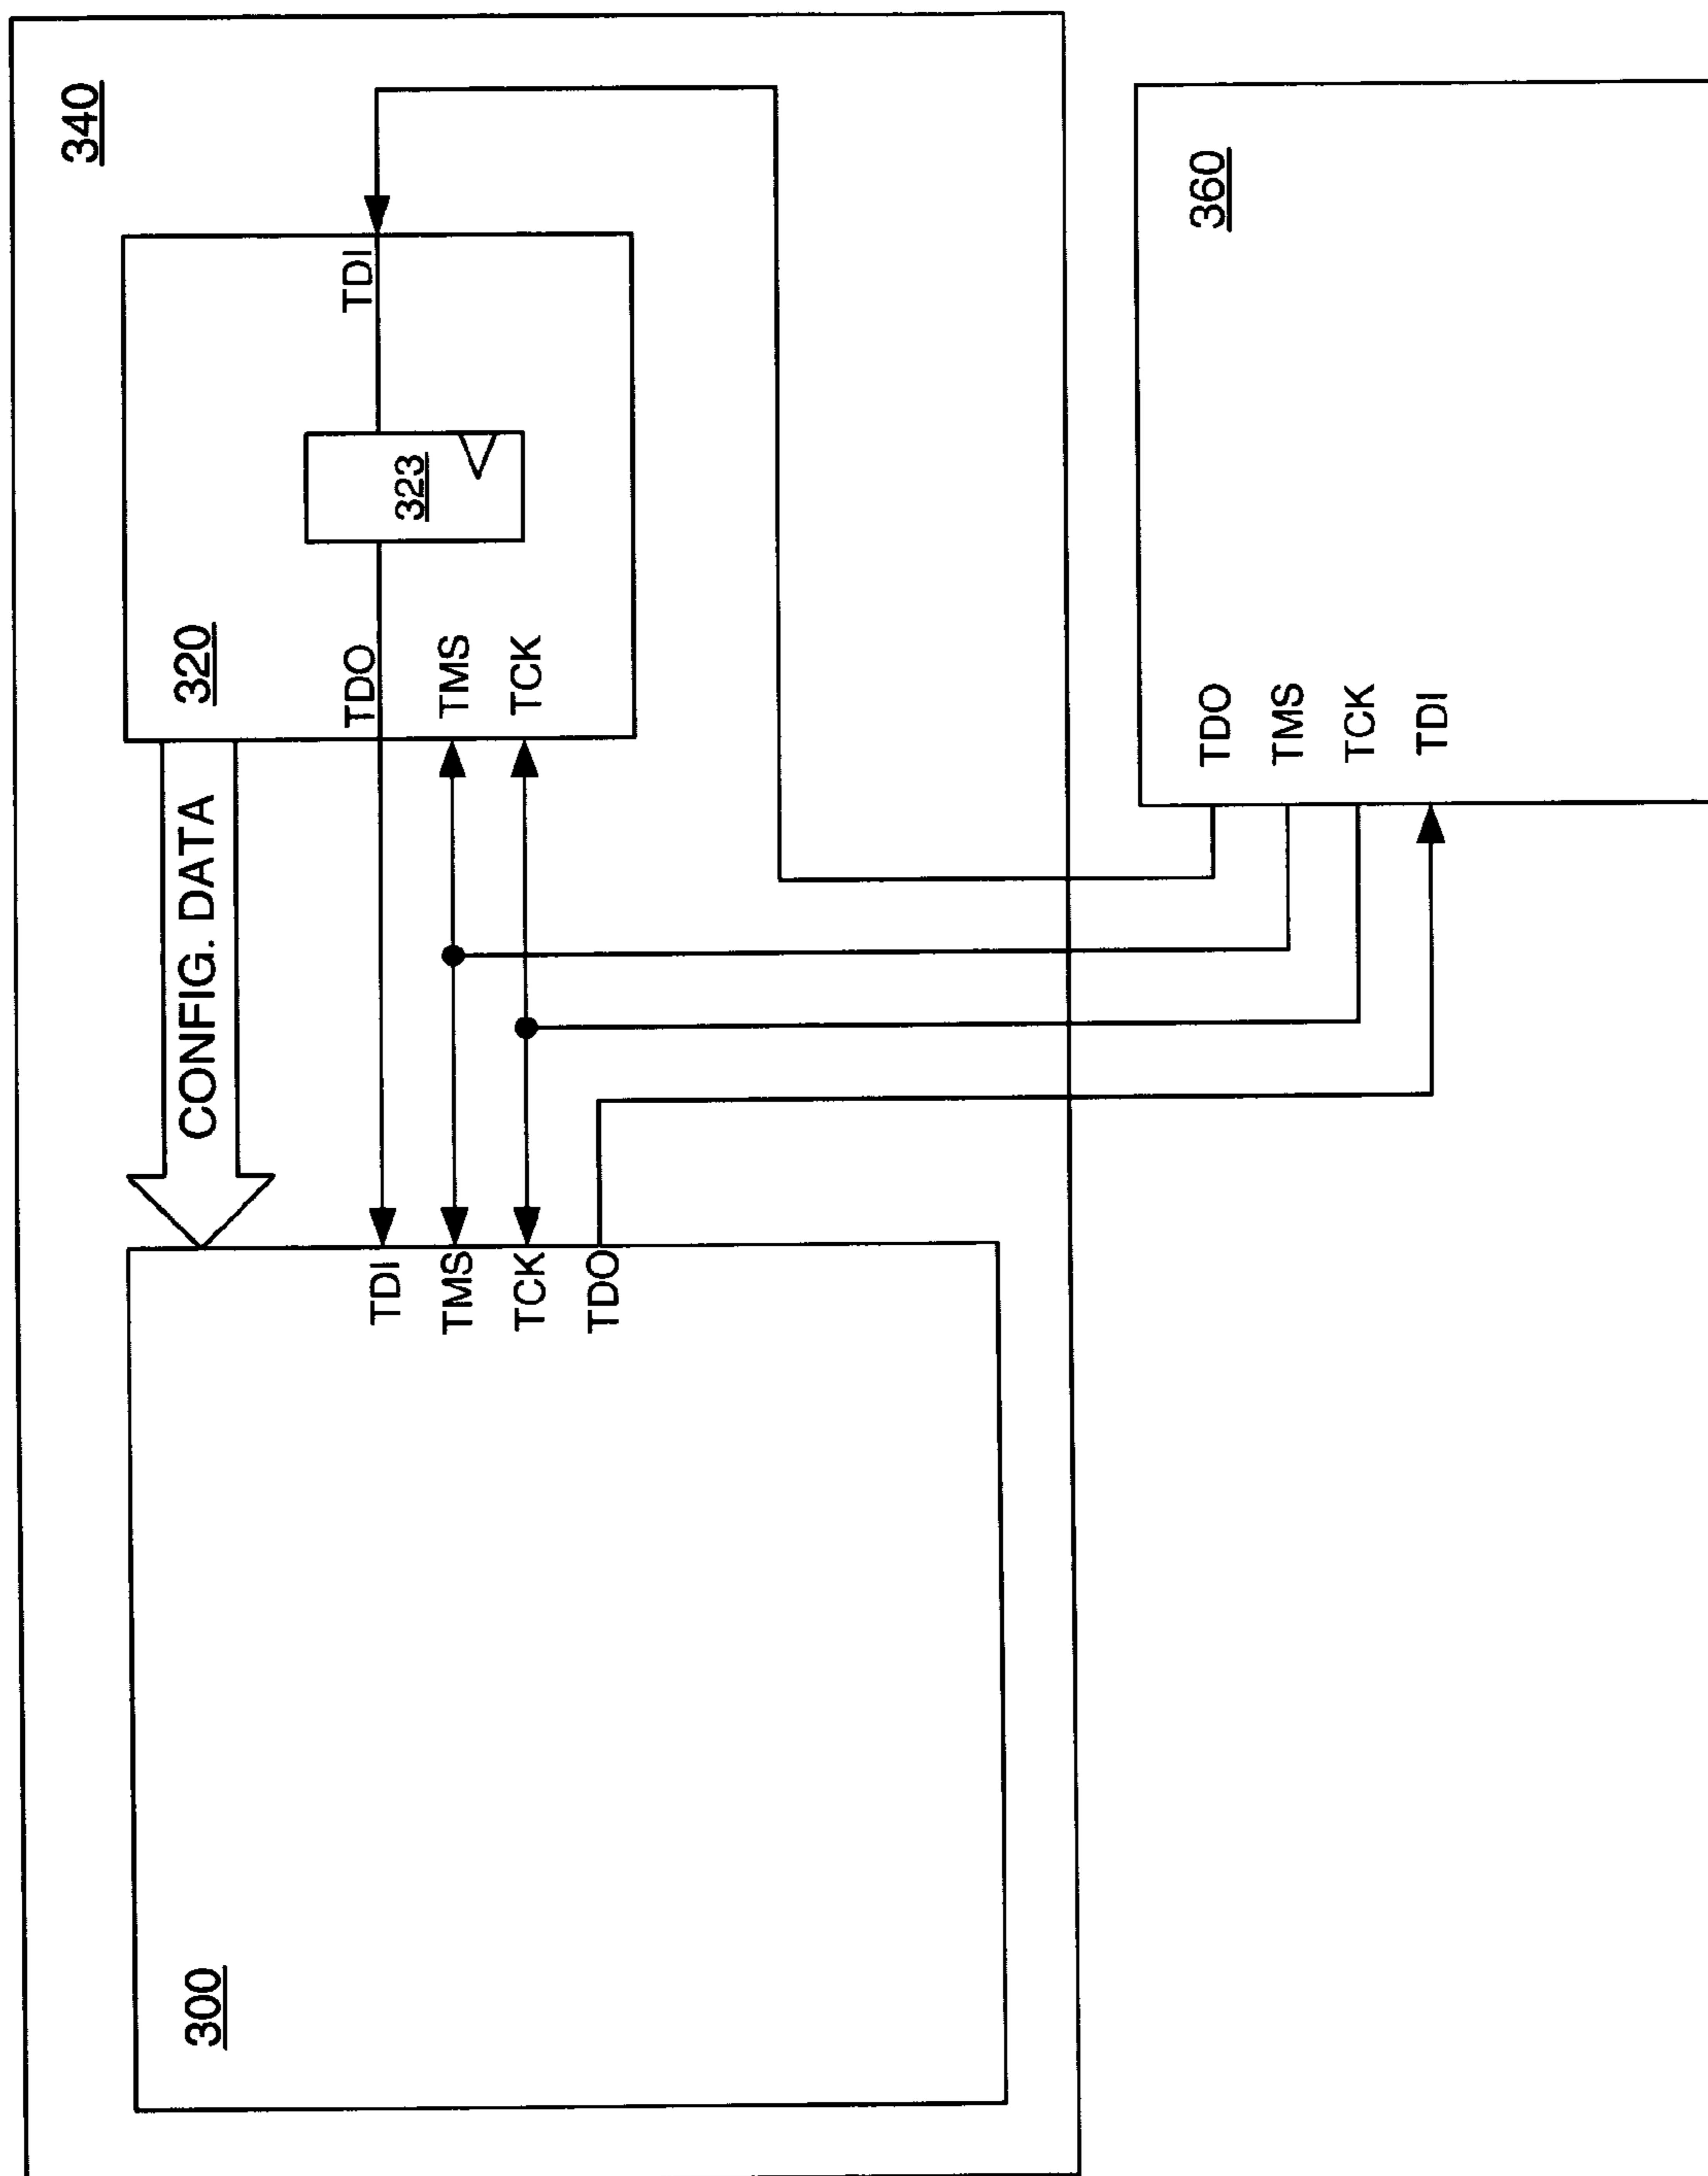 340
320
TDO
TMS
TCK
323
TDI
CONFIG. DATA
300
TDI
TMS
TCK
TDO
360
TDO
TMS
TCK
TDI